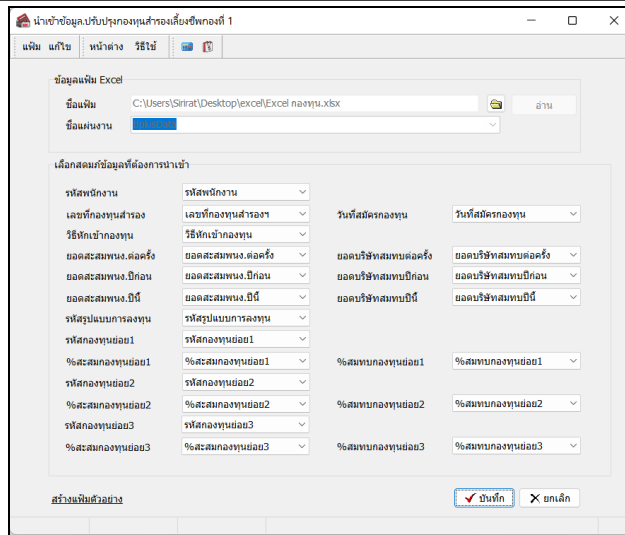 นำเข้าข้อมูล.ปรับปรุงกองทุนสำรองเลี้ยงชีพกองที่ 1
แฟ้ม แก้ไข หน้าต่าง วิธีใช้
ข้อมูลแฟ้ม Excel
ชื่อแฟ้ม C:\Users\Sirirat\Desktop\excel\Excel กองทุน.xlsx อ่าน
ชื่อแผ่นงาน
เลือกสดมภ์ข้อมูลที่ต้องการนำเข้า
รหัสพนักงาน รหัสพนักงาน
เลขที่กองทุนสำรอง เลขที่กองทุนสำรองฯ วันที่สมัครกองทุน วันที่สมัครกองทุน
วิธีหักเข้ากองทุน วิธีหักเข้ากองทุน
ยอดสะสมพนง.ต่อครั้ง ยอดสะสมพนง.ต่อครั้ง ยอดบริษัทสมทบต่อครั้ง ยอดบริษัทสมทบต่อครั้ง
ยอดสะสมพนง.ปีก่อน ยอดสะสมพนง.ปีก่อน ยอดบริษัทสมทบปีก่อน ยอดบริษัทสมทบปีก่อน
ยอดสะสมพนง.ปีนี้ ยอดสะสมพนง.ปีนี้ ยอดบริษัทสมทบปีนี้ ยอดบริษัทสมทบปีนี้
รหัสรูปแบบการลงทุน รหัสรูปแบบการลงทุน
รหัสกองทุนย่อย1 รหัสกองทุนย่อย1
%สะสมกองทุนย่อย1 %สะสมกองทุนย่อย1 %สมทบกองทุนย่อย1 %สมทบกองทุนย่อย1
รหัสกองทุนย่อย2 รหัสกองทุนย่อย2
%สะสมกองทุนย่อย2 %สะสมกองทุนย่อย2 %สมทบกองทุนย่อย2 %สมทบกองทุนย่อย2
รหัสกองทุนย่อย3 รหัสกองทุนย่อย3
%สะสมกองทุนย่อย3 %สะสมกองทุนย่อย3 %สมทบกองทุนย่อย3 %สมทบกองทุนย่อย3
สร้างแฟ้มตัวอย่าง บันทึก ยกเลิก